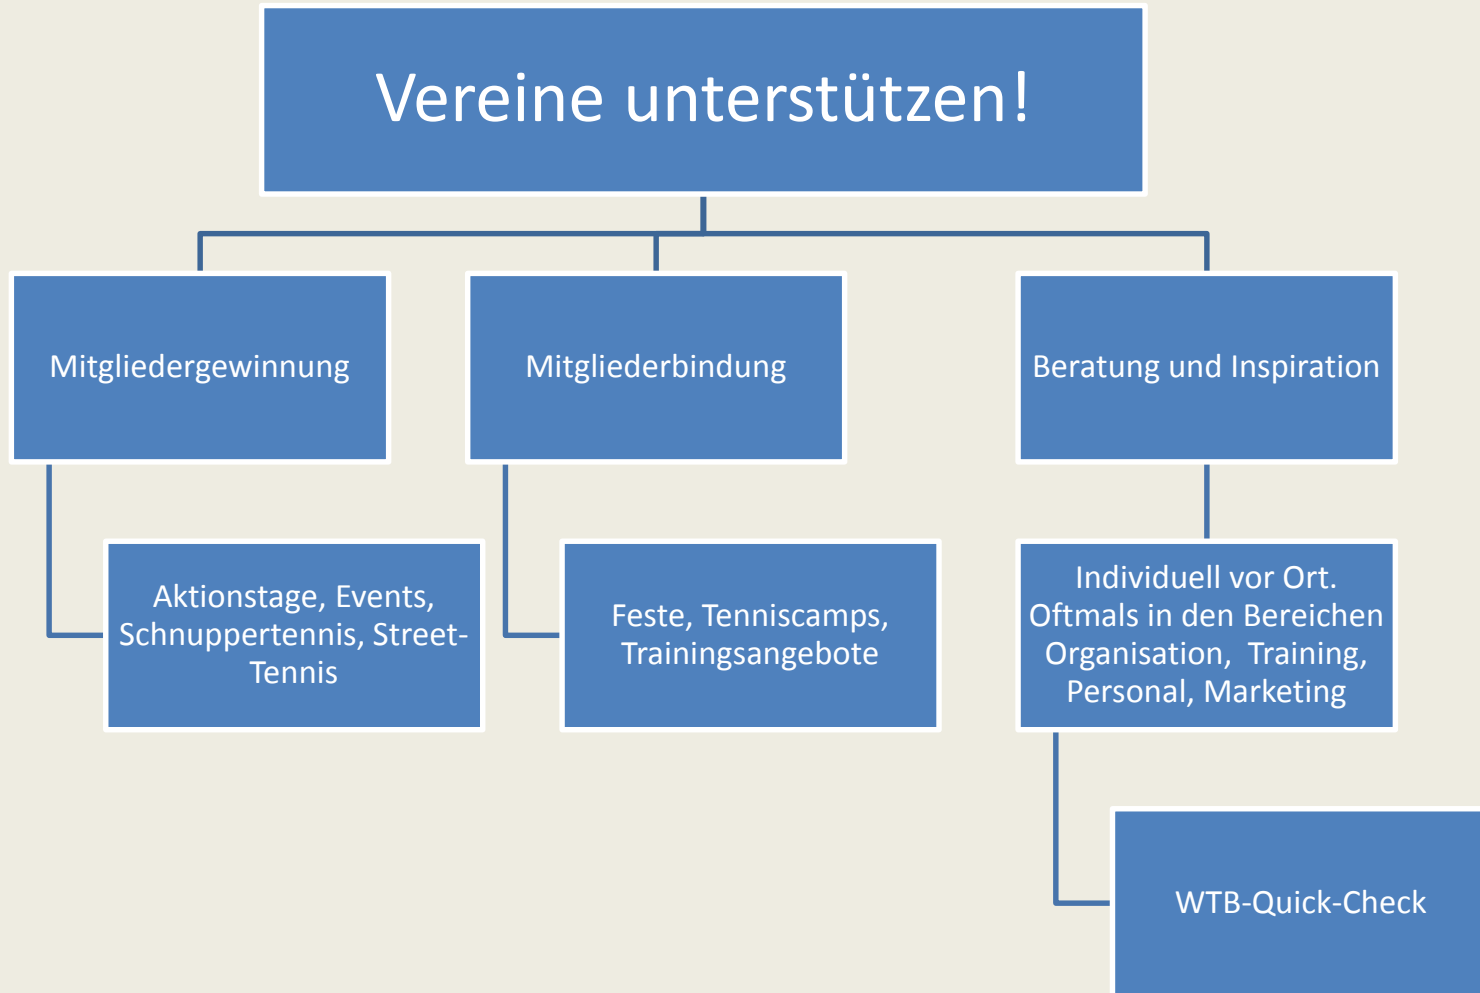 Vereine unterstützen!
Mitgliedergewinnung
Mitgliederbindung
Beratung und Inspiration
Aktionstage, Events,
Schnuppertennis, Street-
Tennis
Feste, Tenniscamps,
Trainingsangebote
Individuell vor Ort.
Oftmals in den Bereichen
Organisation, Training,
Personal, Marketing
WTB-Quick-Check